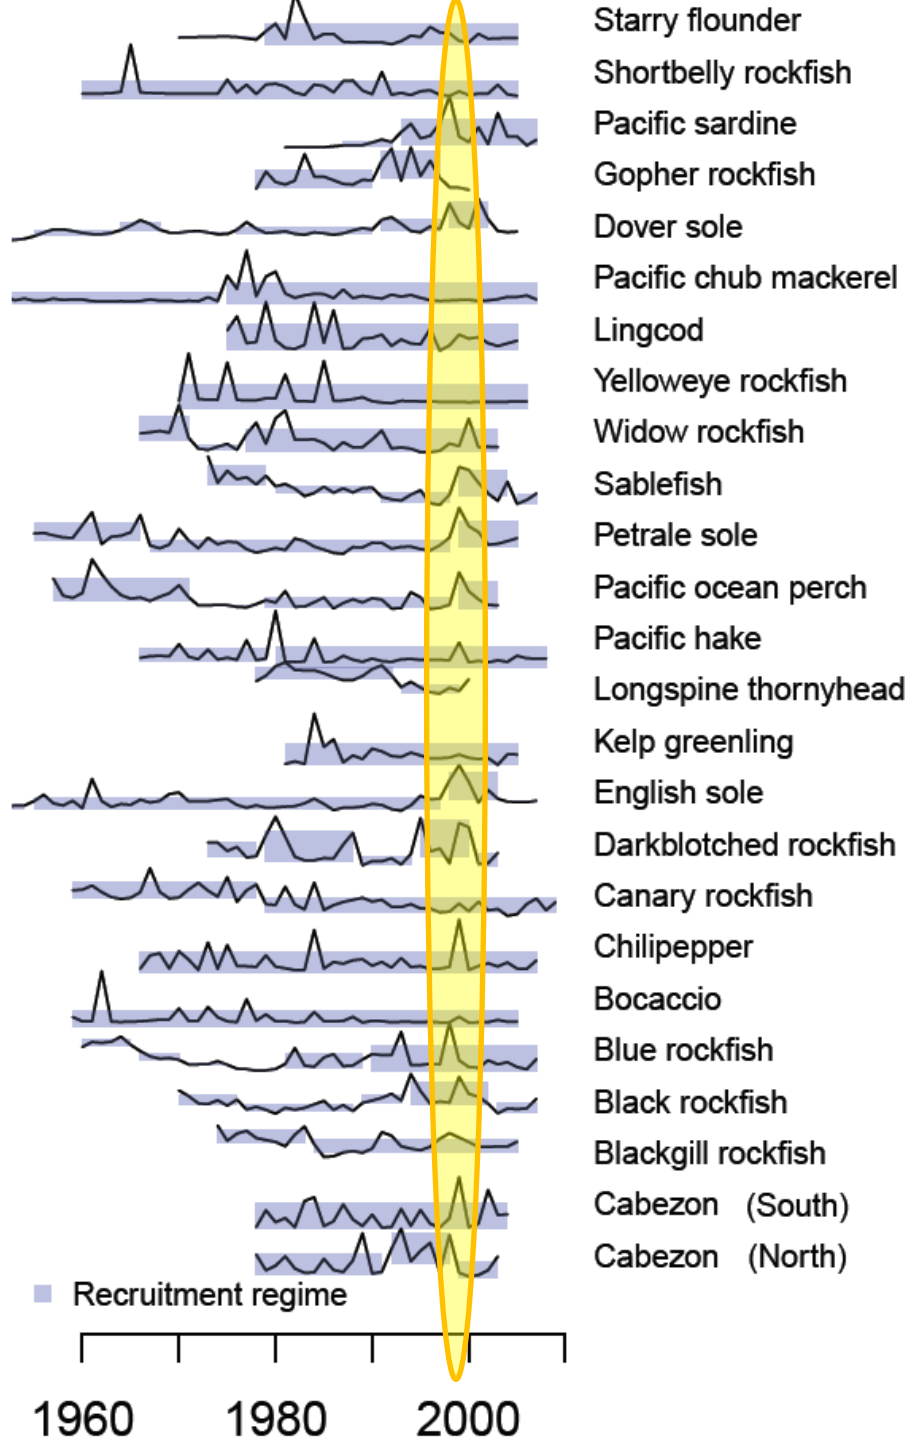 Starry flounder
Shortbelly rockfish
Pacific sardine
Gopher rockfish
Dover sole
Pacific chub mackerel
Lingcod
Yelloweye rockfish
Widow rockfish
Sablefish
Petrale sole
Pacific ocean perch
Pacific hake
Longspine thornyhead
Kelp greenling
English sole
Darkblotched rockfish
Canary rockfish
Chilipepper
Bocaccio
Blue rockfish
Black rockfish
Blackgill rockfish
Cabezon (South)
Cabezon (North)
Recruitment regime
1960 1980 2000